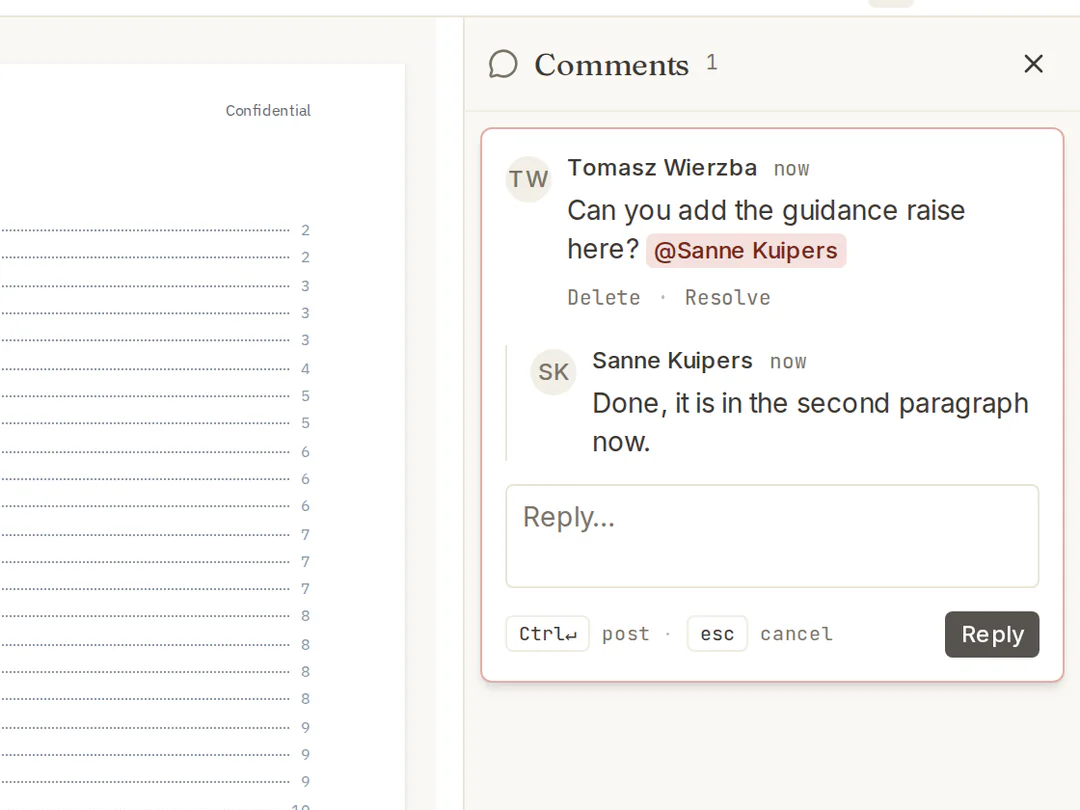 Comments 1
Confidential
2
2
3
3
3
4
5
5
6
6
6
7
7
7
8
8
8
8
9
9
9
TW
Tomasz Wierzba now
Can you add the guidance raise
here? @Sanne Kuipers
Delete · Resolve
SK
Sanne Kuipers now
Done, it is in the second paragraph
now.
Reply...
Ctrl↵ post · esc cancel
Reply